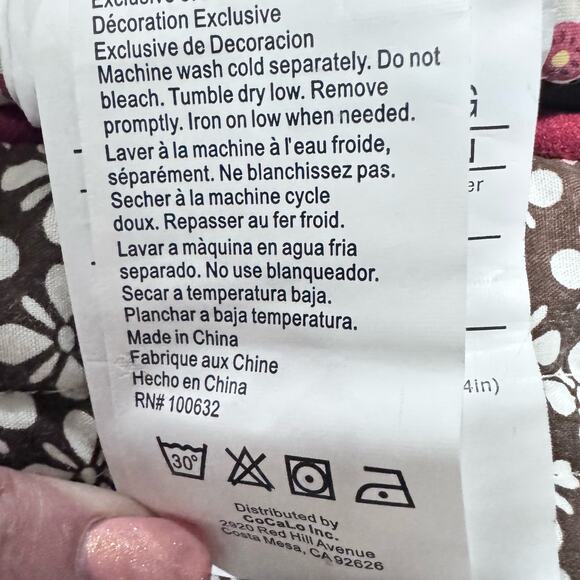 Décoration Exclusive
Exclusive de Decoracion
Machine wash cold separately. Do not
bleach. Tumble dry low. Remove
promptly. Iron on low when needed.
Laver à la machine à l'eau froide,
séparément. Ne blanchissez pas.
Secher à la machine cycle
doux. Repasser au fer froid.
Lavar a màquina en agua fria
separado. No use blanqueador.
Secar a temperatura baja.
Planchar a baja temperatura.
Made in China
Fabrique aux Chine
Hecho en China
RN# 100632
30°
Distributed by
CoCaLo Inc.
2920 Red Hill Avenue
Costa Mesa, CA 92626
4in)